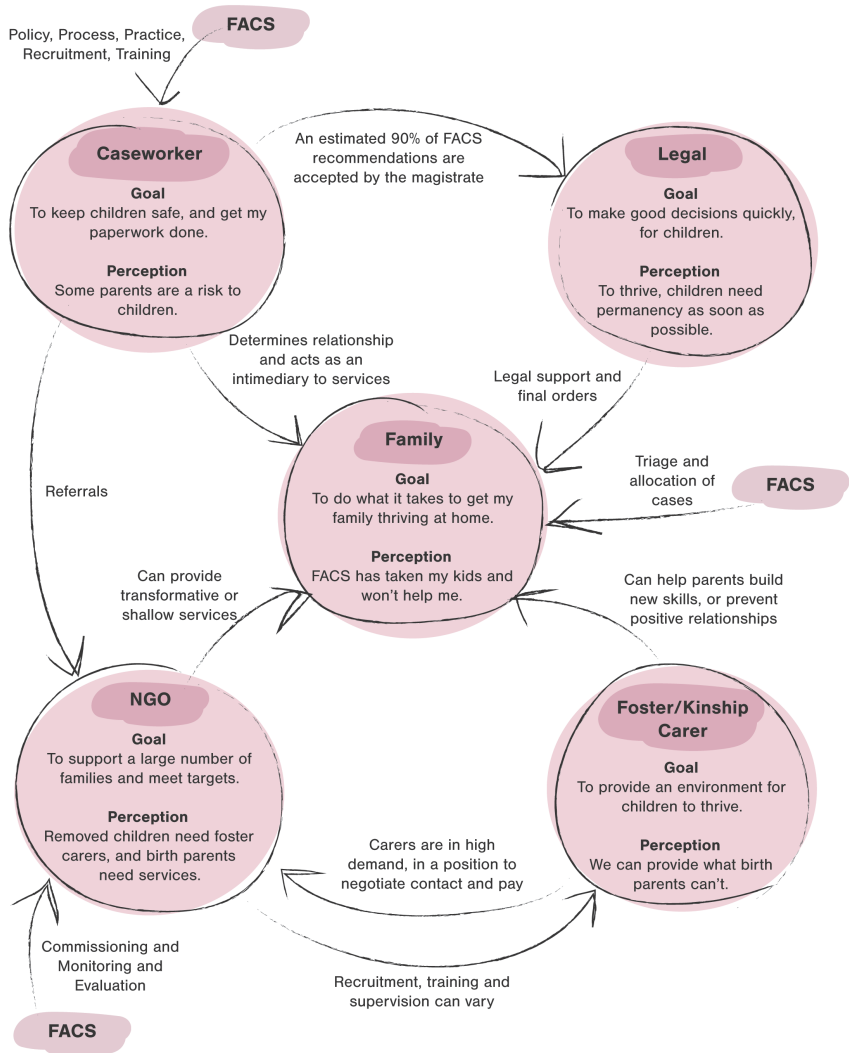 FACS
Policy, Process, Practice,
Recruitment, Training
Caseworker
Goal
To keep children safe, and get my
paperwork done.
Perception
Some parents are a risk to
children.
An estimated 90% of FACS
recommendations are
accepted by the magistrate
Legal
Goal
To make good decisions quickly,
for children.
Perception
To thrive, children need
permanency as soon as
possible.
Determines relationship
and acts as an
intimediary to services
Legal support and
final orders
Family
Goal
To do what it takes to get my
family thriving at home.
Perception
FACS has taken my kids and
won't help me.
Triage and
allocation of
cases
FACS
Referrals
Can provide
transformative or
shallow services
Can help parents build
new skills, or prevent
positive relationships
NGO
Goal
To support a large number of
families and meet targets.
Perception
Removed children need foster
carers, and birth parents
need services.
Foster/Kinship
Carer
Goal
To provide an environment for
children to thrive.
Perception
We can provide what birth
parents can't.
Carers are in high
demand, in a position to
negotiate contact and pay
Commissioning and
Monitoring and
Evaluation
Recruitment, training and
supervision can vary
FACS